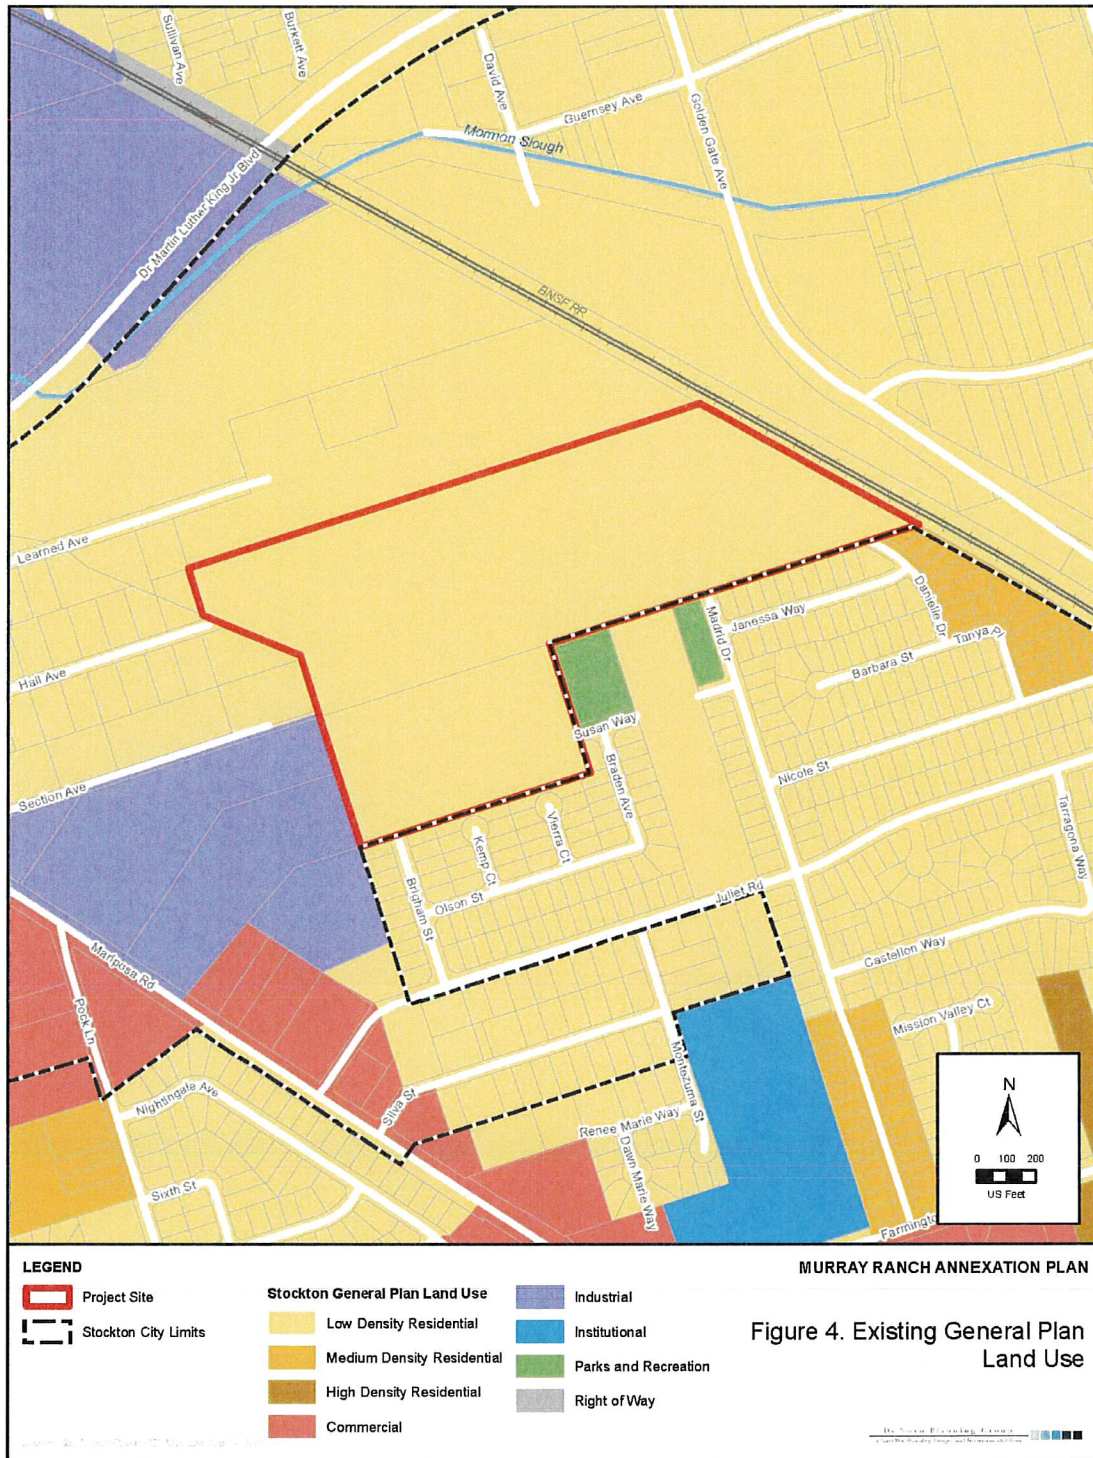 Sullivan Ave
Burkett Ave
David Ave
Guernsey Ave
Golden Gate Ave
Mormon Slough
Dr Martin Luther King Jr Blvd
BNSF RR
Learned Ave
Hall Ave
Section Ave
Madrid Dr
Janessa Way
Danielle Dr
Tanya Pl
Barbara St
Susan Way
Braden Ave
Nicole St
Tarragona Way
Vierra Ct
Kemp Ct
Olson St
Brigham St
Juliet Rd
Castellon Way
Mission Valley Ct
Mariposa Rd
Pock Ln
Nightingale Ave
Silva St
Montezuma St
Renee Marie Way
Dawn Marie Way
Sixth St
Farmington
N
0 100 200
US Feet
LEGEND
Project Site
Stockton City Limits
Stockton General Plan Land Use
Low Density Residential
Medium Density Residential
High Density Residential
Commercial
Industrial
Institutional
Parks and Recreation
Right of Way
MURRAY RANCH ANNEXATION PLAN
Figure 4. Existing General Plan
Land Use
De Novo Planning Group